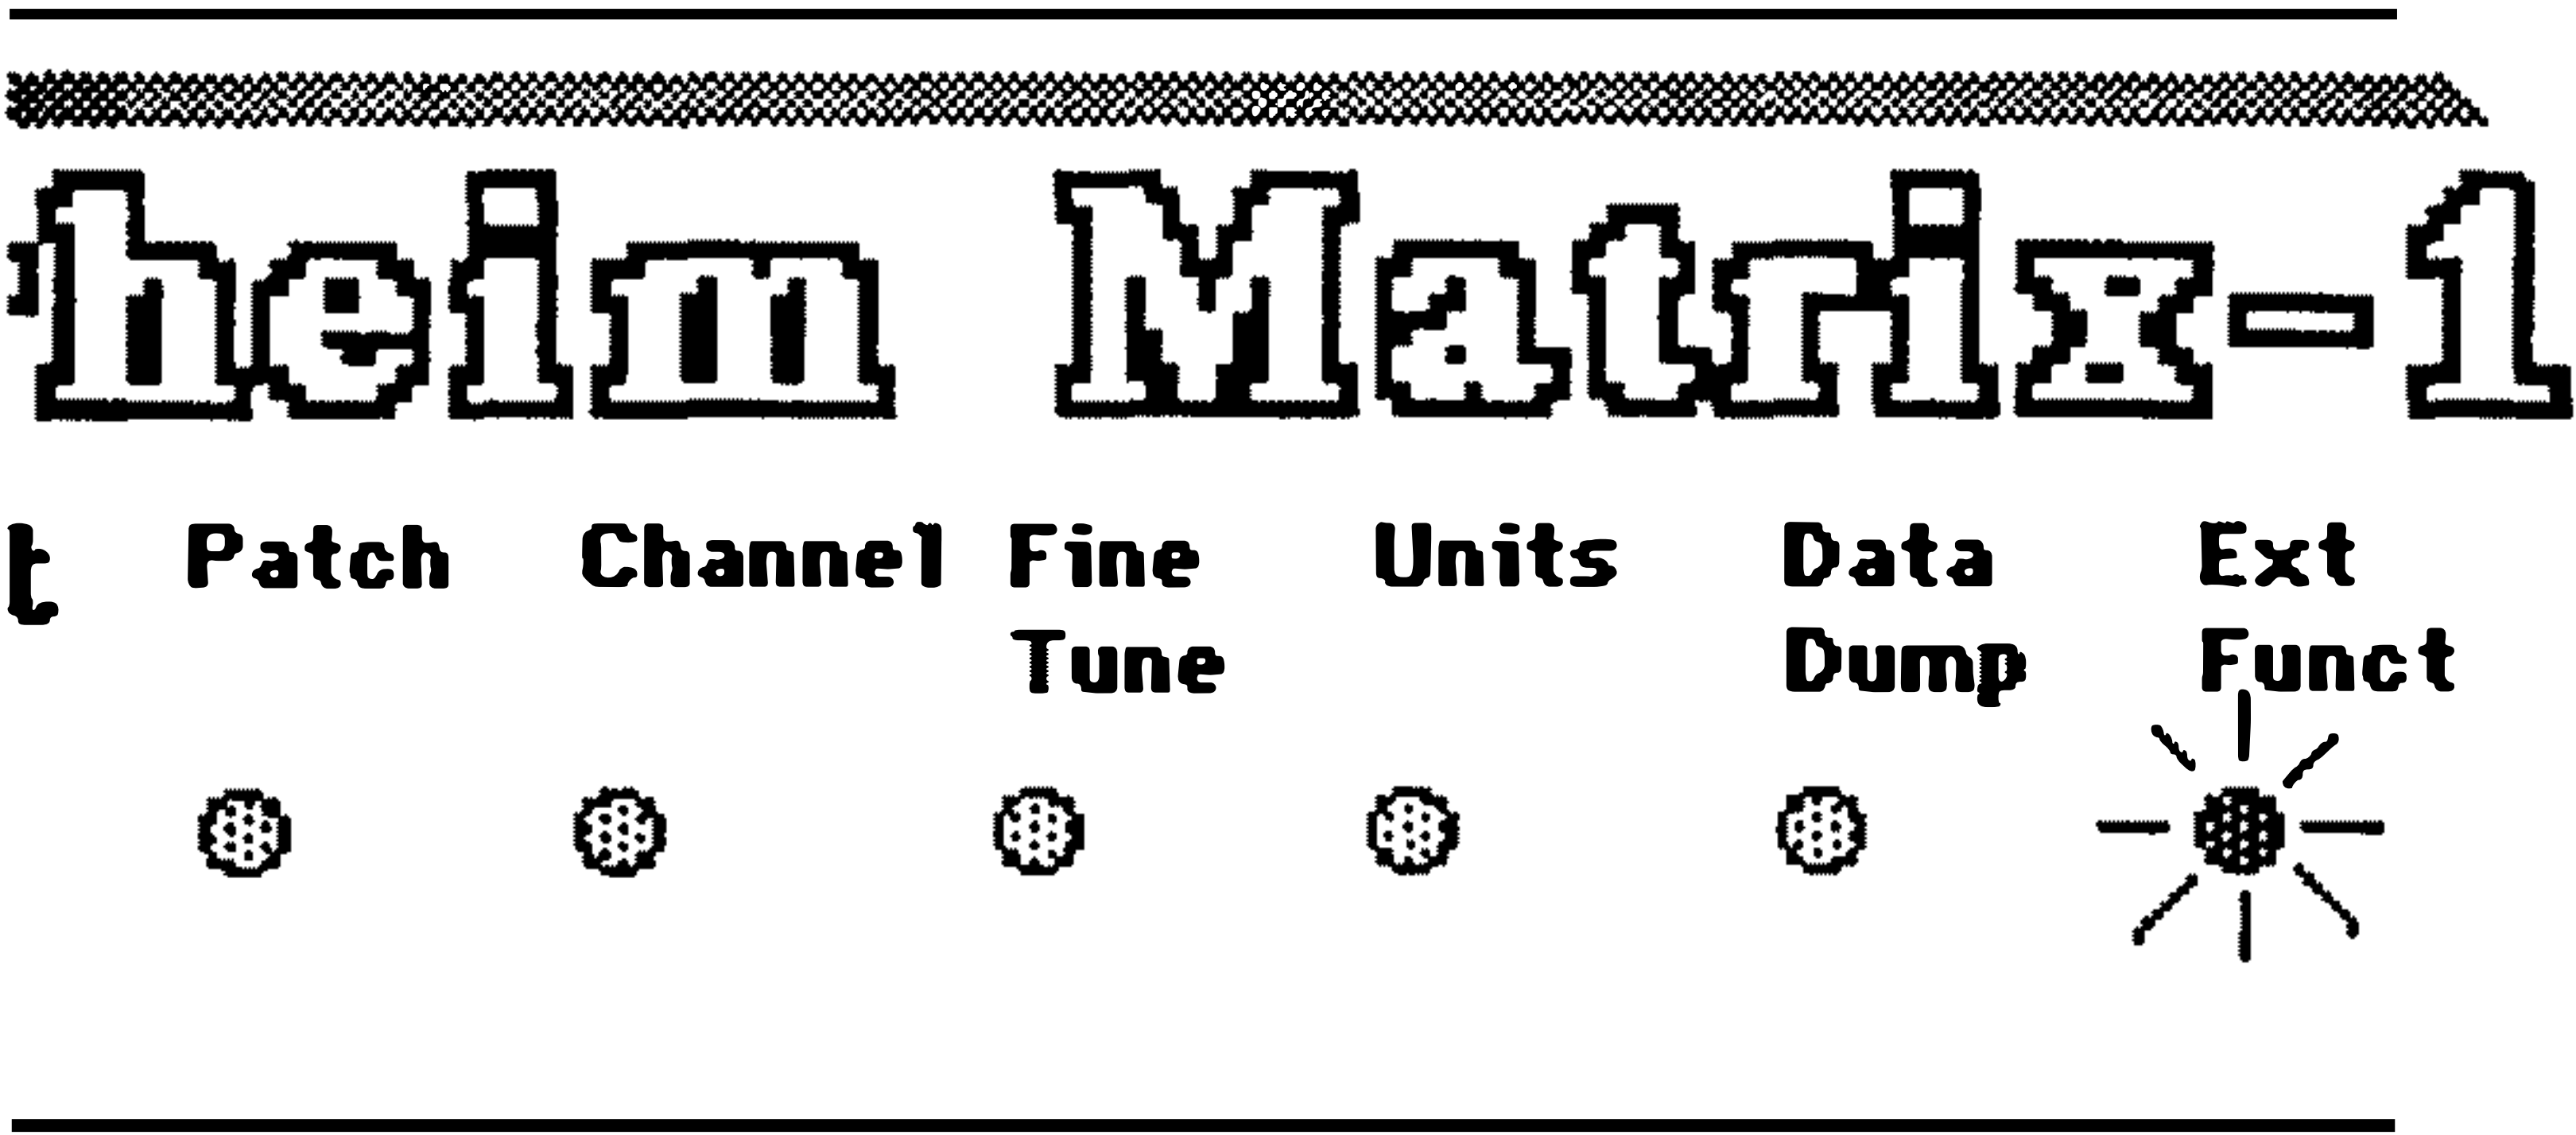 heim Matrix-1
t Patch Channel Fine Units Data Ext
Tune Dump Funct